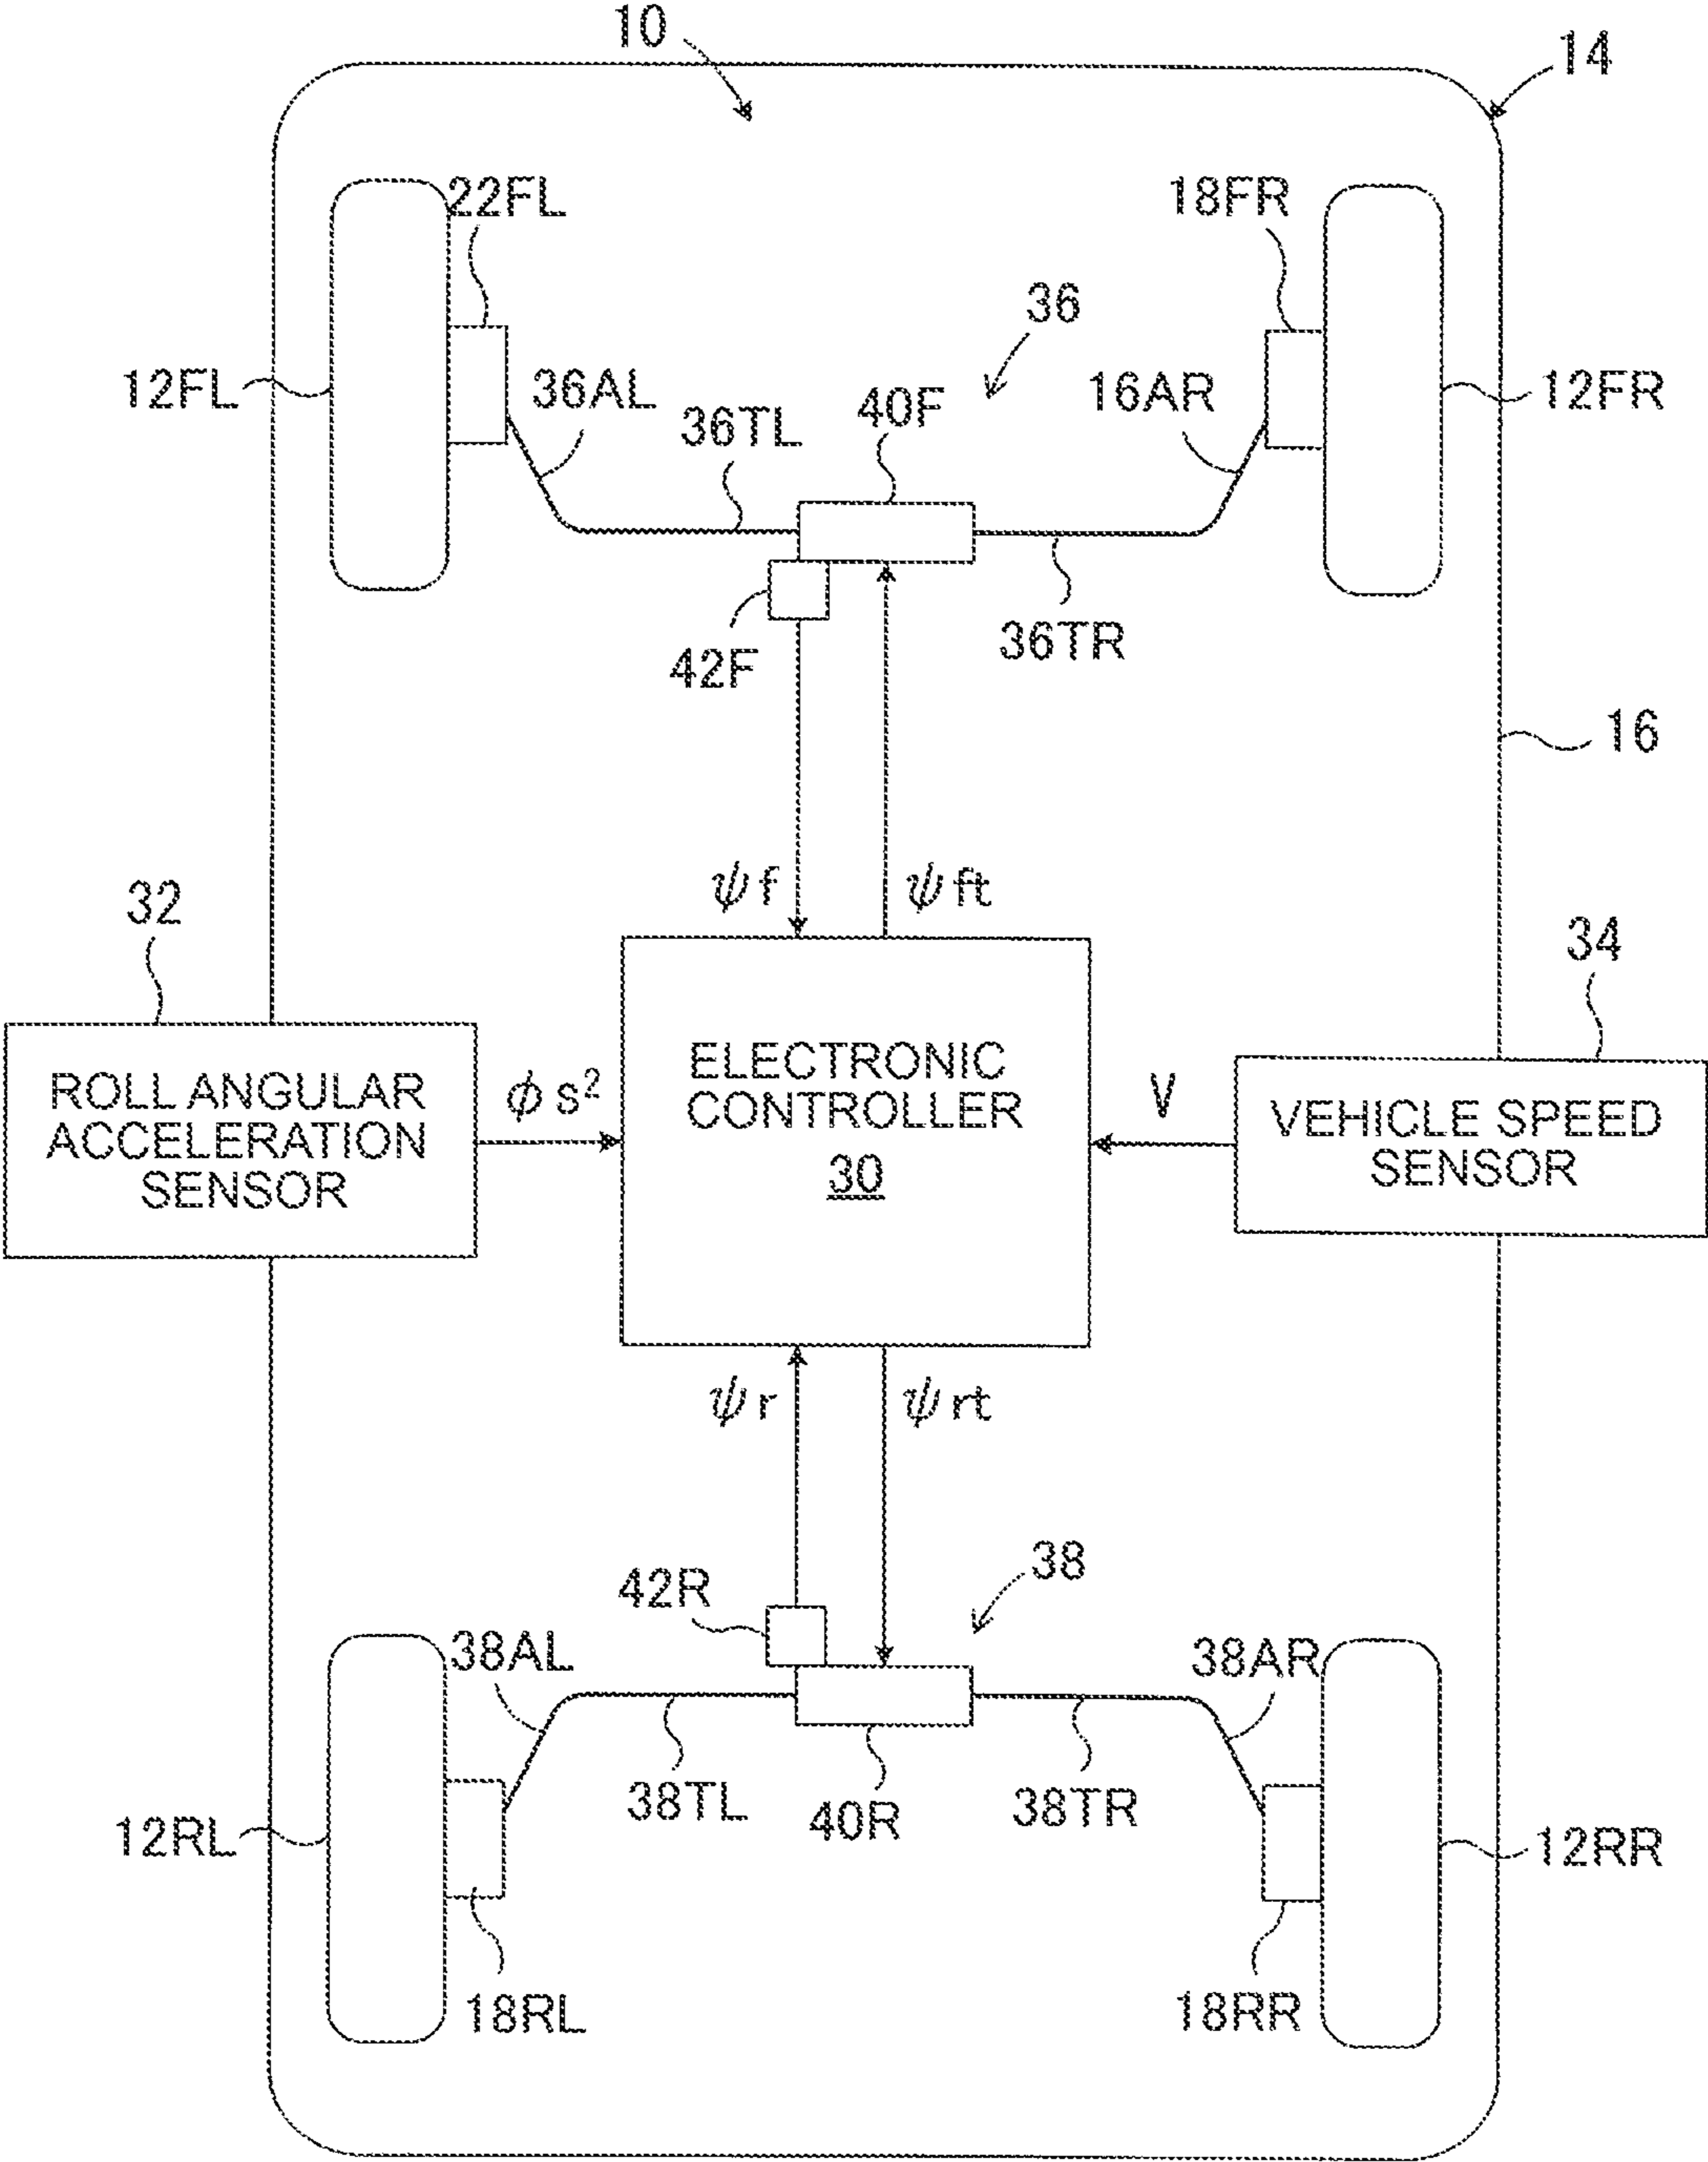 10
14
22FL
18FR
36
12FL
36AL
36TL
40F
16AR
12FR
42F
36TR
16
ψf
ψft
32
34
ROLL ANGULAR
ACCELERATION
SENSOR
ϕs²
ELECTRONIC
CONTROLLER
30
V
VEHICLE SPEED
SENSOR
ψr
ψrt
42R
38
38AL
38AR
38TL
40R
38TR
12RL
12RR
18RL
18RR